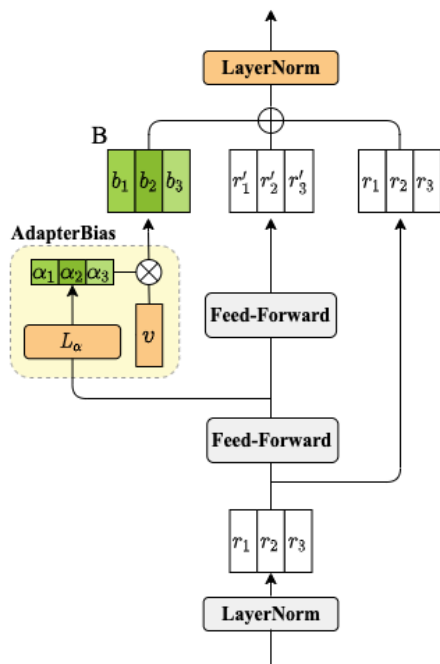 LayerNorm
B
b₁ b₂ b₃ r′₁ r′₂ r′₃ r₁ r₂ r₃
AdapterBias
α₁ α₂ α₃
Feed-Forward
Lα v
Feed-Forward
r₁ r₂ r₃
LayerNorm